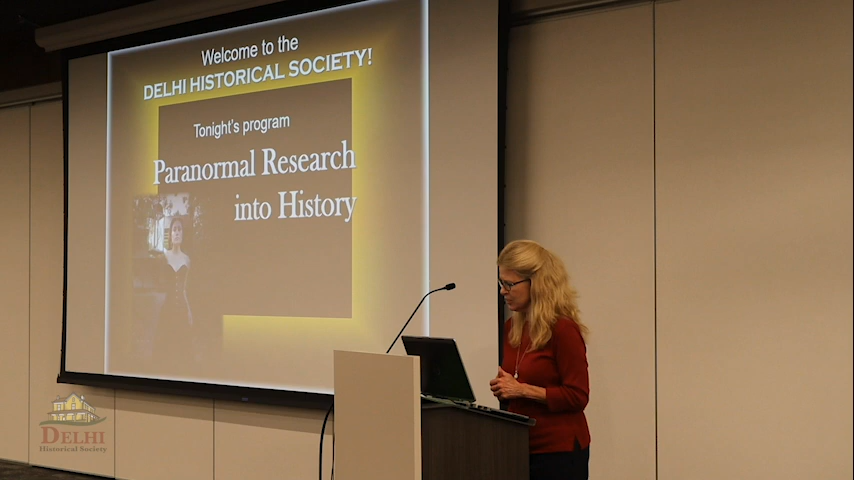 Welcome to the
DELHI HISTORICAL SOCIETY!
Tonight's program
Paranormal Research
into History
DELHI
Historical Society